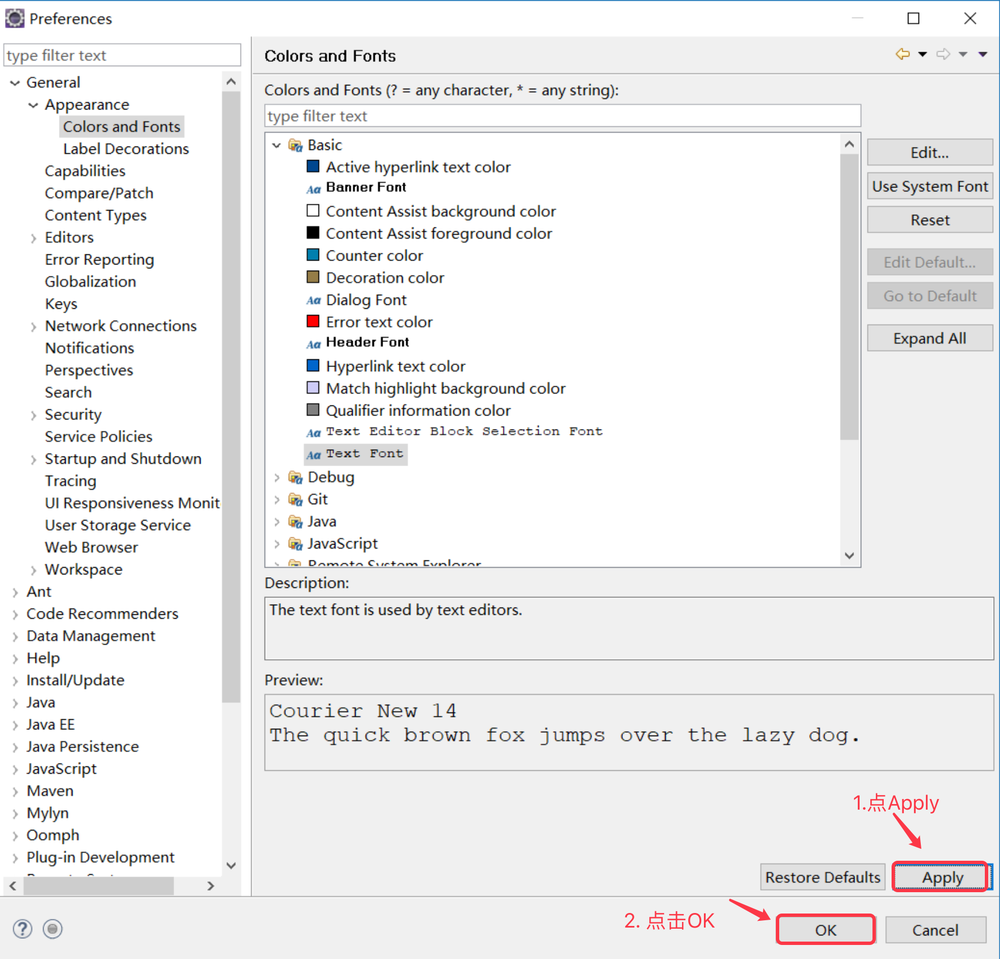 Preferences
type filter text
General
Appearance
Colors and Fonts
Label Decorations
Capabilities
Compare/Patch
Content Types
Editors
Error Reporting
Globalization
Keys
Network Connections
Notifications
Perspectives
Search
Security
Service Policies
Startup and Shutdown
Tracing
UI Responsiveness Monit
User Storage Service
Web Browser
Workspace
Ant
Code Recommenders
Data Management
Help
Install/Update
Java
Java EE
Java Persistence
JavaScript
Maven
Mylyn
Oomph
Plug-in Development
Colors and Fonts
Colors and Fonts (? = any character, * = any string):
type filter text
Basic
Active hyperlink text color
Aa Banner Font
Content Assist background color
Content Assist foreground color
Counter color
Decoration color
Aa Dialog Font
Error text color
Aa Header Font
Hyperlink text color
Match highlight background color
Qualifier information color
Aa Text Editor Block Selection Font
Aa Text Font
Debug
Git
Java
JavaScript
Remote System Explorer
Edit...
Use System Font
Reset
Edit Default...
Go to Default
Expand All
Description:
The text font is used by text editors.
Preview:
Courier New 14
The quick brown fox jumps over the lazy dog.
1.点Apply
Restore Defaults
Apply
2. 点击OK
OK
Cancel